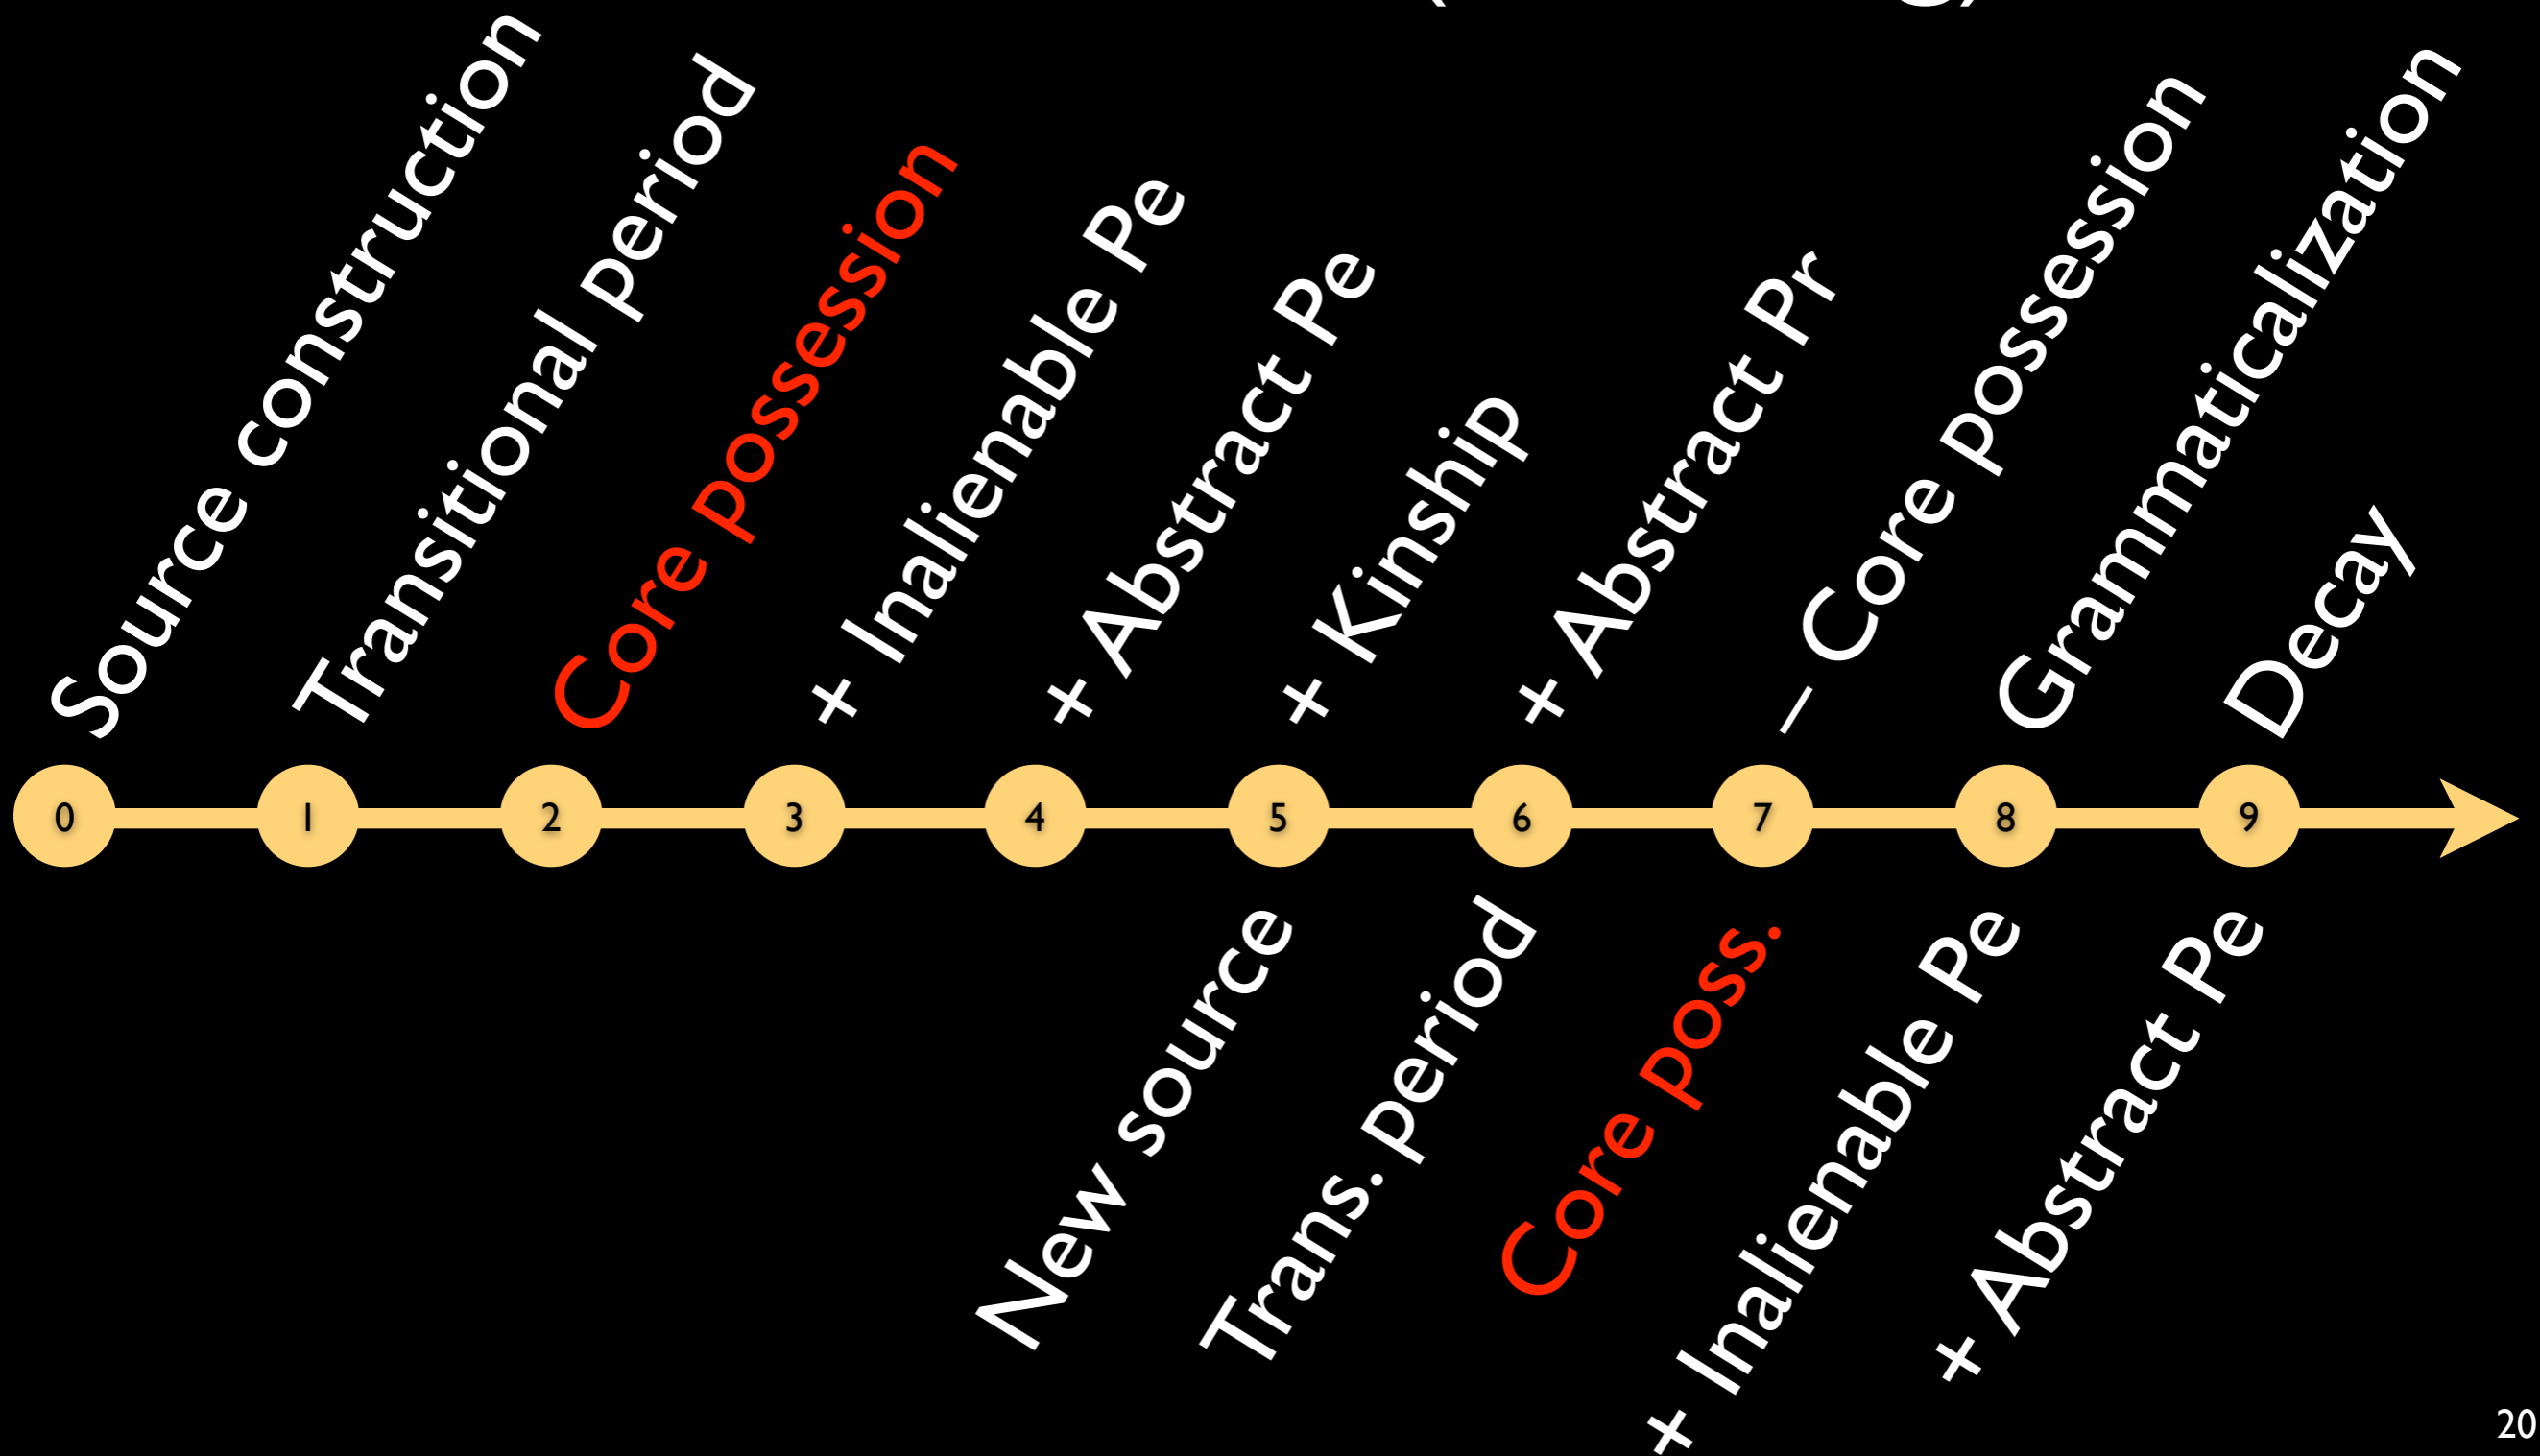 Source construction
Transitional period
Core possession
+ Inalienable Pe
+ Abstract Pe
+ Kinship
+ Abstract Pr
– Core possession
Grammaticalization
Decay
0
1
2
3
4
5
6
7
8
9
New source
Trans. period
Core poss.
+ Inalienable Pe
+ Abstract Pe
20